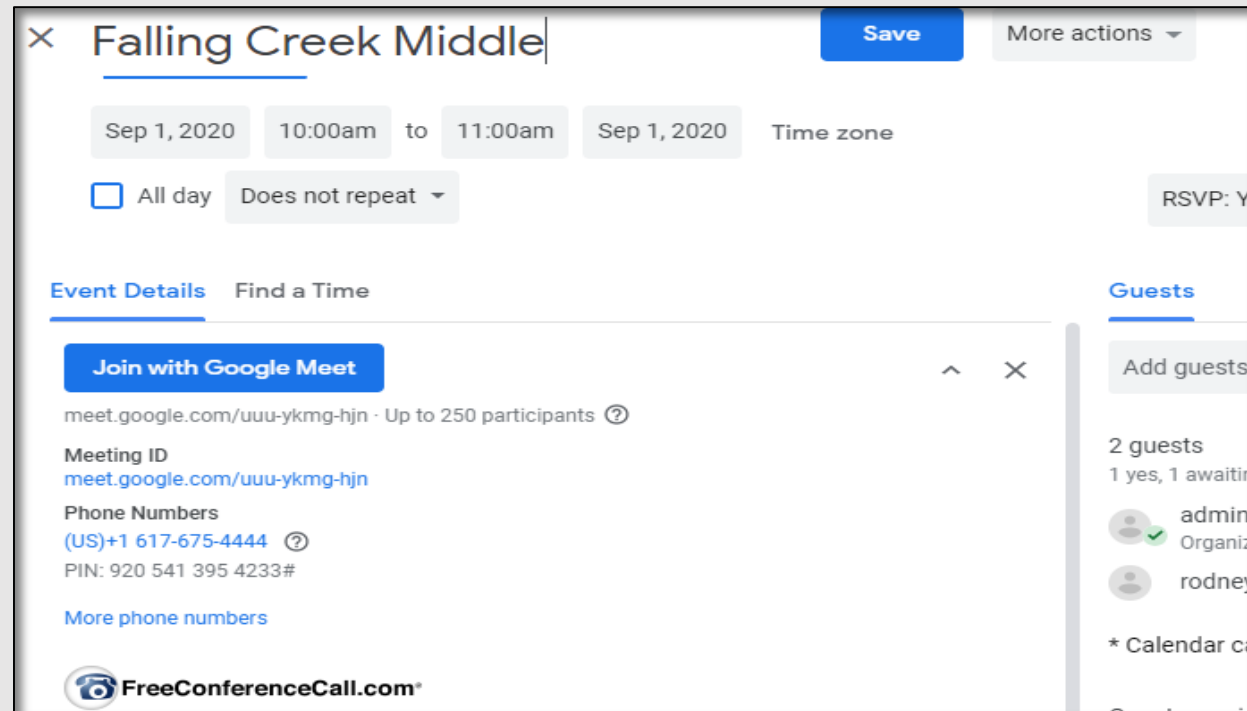 Falling Creek Middle
Save
More actions
Sep 1, 2020 10:00am to 11:00am Sep 1, 2020 Time zone
All day Does not repeat
RSVP: Y
Event Details Find a Time
Guests
Join with Google Meet
Add guests
meet.google.com/uuu-ykmg-hjn · Up to 250 participants
Meeting ID
meet.google.com/uuu-ykmg-hjn
Phone Numbers
(US)+1 617-675-4444
PIN: 920 541 395 4233#
More phone numbers
FreeConferenceCall.com
2 guests
1 yes, 1 awaitin
admin
Organiz
rodney
* Calendar ca